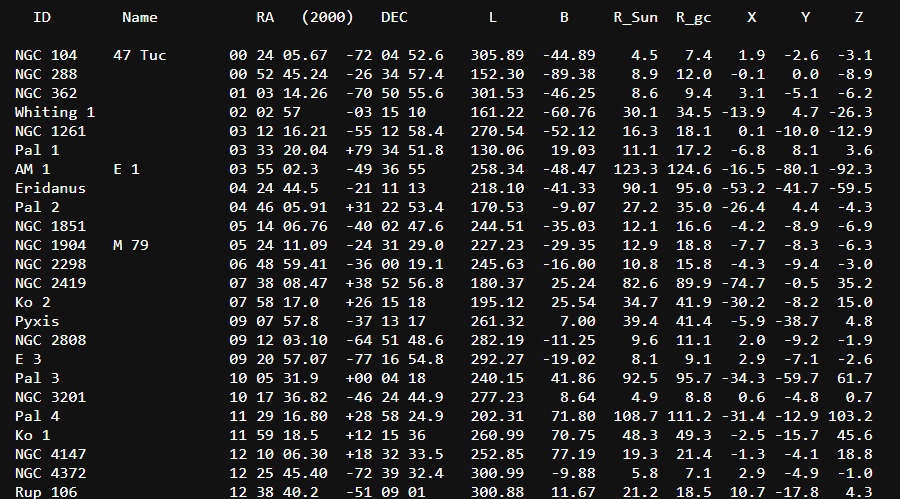 ID Name RA (2000) DEC L B R_Sun R_gc X Y Z
NGC 104 47 Tuc 00 24 05.67 -72 04 52.6 305.89 -44.89 4.5 7.4 1.9 -2.6 -3.1
NGC 288 00 52 45.24 -26 34 57.4 152.30 -89.38 8.9 12.0 -0.1 0.0 -8.9
NGC 362 01 03 14.26 -70 50 55.6 301.53 -46.25 8.6 9.4 3.1 -5.1 -6.2
Whiting 1 02 02 57 -03 15 10 161.22 -60.76 30.1 34.5 -13.9 4.7 -26.3
NGC 1261 03 12 16.21 -55 12 58.4 270.54 -52.12 16.3 18.1 0.1 -10.0 -12.9
Pal 1 03 33 20.04 +79 34 51.8 130.06 19.03 11.1 17.2 -6.8 8.1 3.6
AM 1 E 1 03 55 02.3 -49 36 55 258.34 -48.47 123.3 124.6 -16.5 -80.1 -92.3
Eridanus 04 24 44.5 -21 11 13 218.10 -41.33 90.1 95.0 -53.2 -41.7 -59.5
Pal 2 04 46 05.91 +31 22 53.4 170.53 -9.07 27.2 35.0 -26.4 4.4 -4.3
NGC 1851 05 14 06.76 -40 02 47.6 244.51 -35.03 12.1 16.6 -4.2 -8.9 -6.9
NGC 1904 M 79 05 24 11.09 -24 31 29.0 227.23 -29.35 12.9 18.8 -7.7 -8.3 -6.3
NGC 2298 06 48 59.41 -36 00 19.1 245.63 -16.00 10.8 15.8 -4.3 -9.4 -3.0
NGC 2419 07 38 08.47 +38 52 56.8 180.37 25.24 82.6 89.9 -74.7 -0.5 35.2
Ko 2 07 58 17.0 +26 15 18 195.12 25.54 34.7 41.9 -30.2 -8.2 15.0
Pyxis 09 07 57.8 -37 13 17 261.32 7.00 39.4 41.4 -5.9 -38.7 4.8
NGC 2808 09 12 03.10 -64 51 48.6 282.19 -11.25 9.6 11.1 2.0 -9.2 -1.9
E 3 09 20 57.07 -77 16 54.8 292.27 -19.02 8.1 9.1 2.9 -7.1 -2.6
Pal 3 10 05 31.9 +00 04 18 240.15 41.86 92.5 95.7 -34.3 -59.7 61.7
NGC 3201 10 17 36.82 -46 24 44.9 277.23 8.64 4.9 8.8 0.6 -4.8 0.7
Pal 4 11 29 16.80 +28 58 24.9 202.31 71.80 108.7 111.2 -31.4 -12.9 103.2
Ko 1 11 59 18.5 +12 15 36 260.99 70.75 48.3 49.3 -2.5 -15.7 45.6
NGC 4147 12 10 06.30 +18 32 33.5 252.85 77.19 19.3 21.4 -1.3 -4.1 18.8
NGC 4372 12 25 45.40 -72 39 32.4 300.99 -9.88 5.8 7.1 2.9 -4.9 -1.0
Rup 106 12 38 40.2 -51 09 01 300.88 11.67 21.2 18.5 10.7 -17.8 4.3